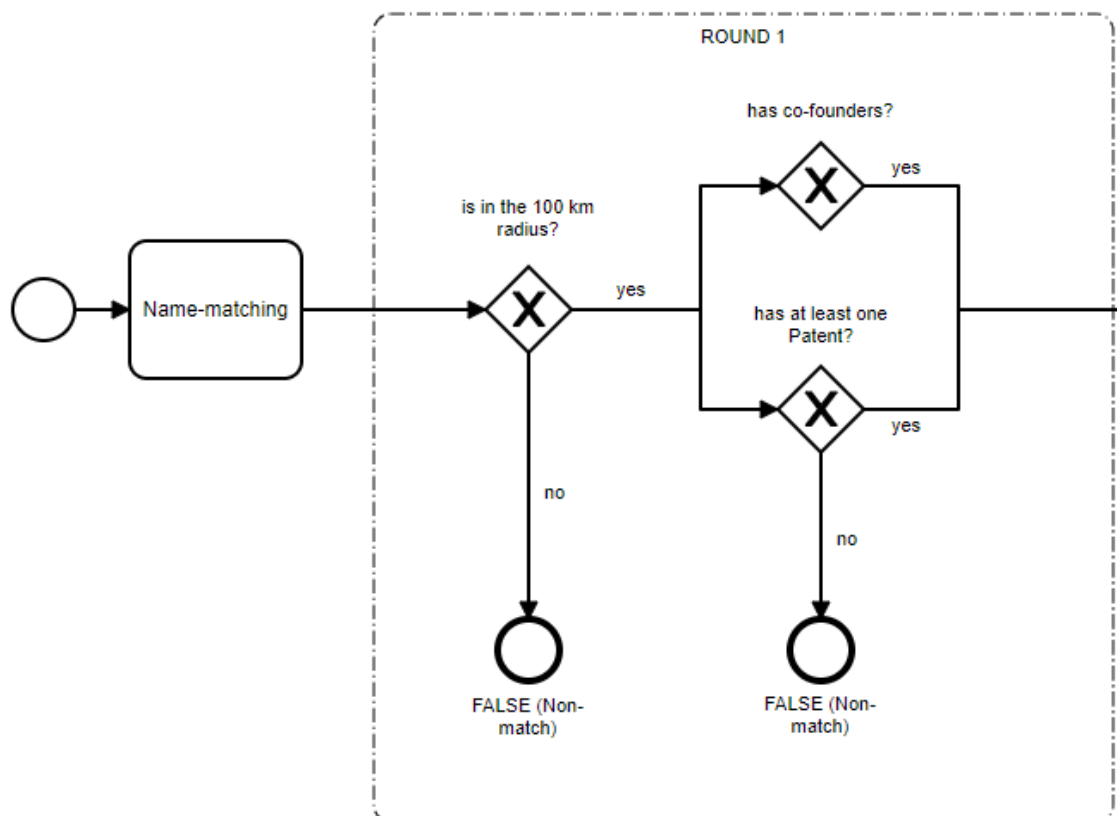 ROUND 1
has co-founders?
yes
is in the 100 km
radius?
Name-matching
X
X
yes
has at least one
Patent?
X
yes
no
no
FALSE (Non-
match)
FALSE (Non-
match)